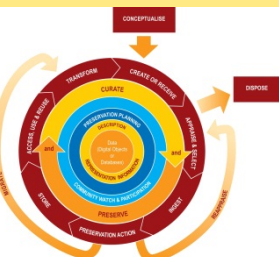 CONCEPTUALISE
TRANSFORM
CREATE OR RECEIVE
DISPOSE
ACCESS, USE & REUSE
APPRAISE & SELECT
CURATE
PRESERVATION PLANNING
DESCRIPTION
Data
(Digital Objects
or
Databases)
and
and
REPRESENTATION INFORMATION
COMMUNITY WATCH & PARTICIPATION
PRESERVE
STORE
INGEST
PRESERVATION ACTION
REAPPRAISE